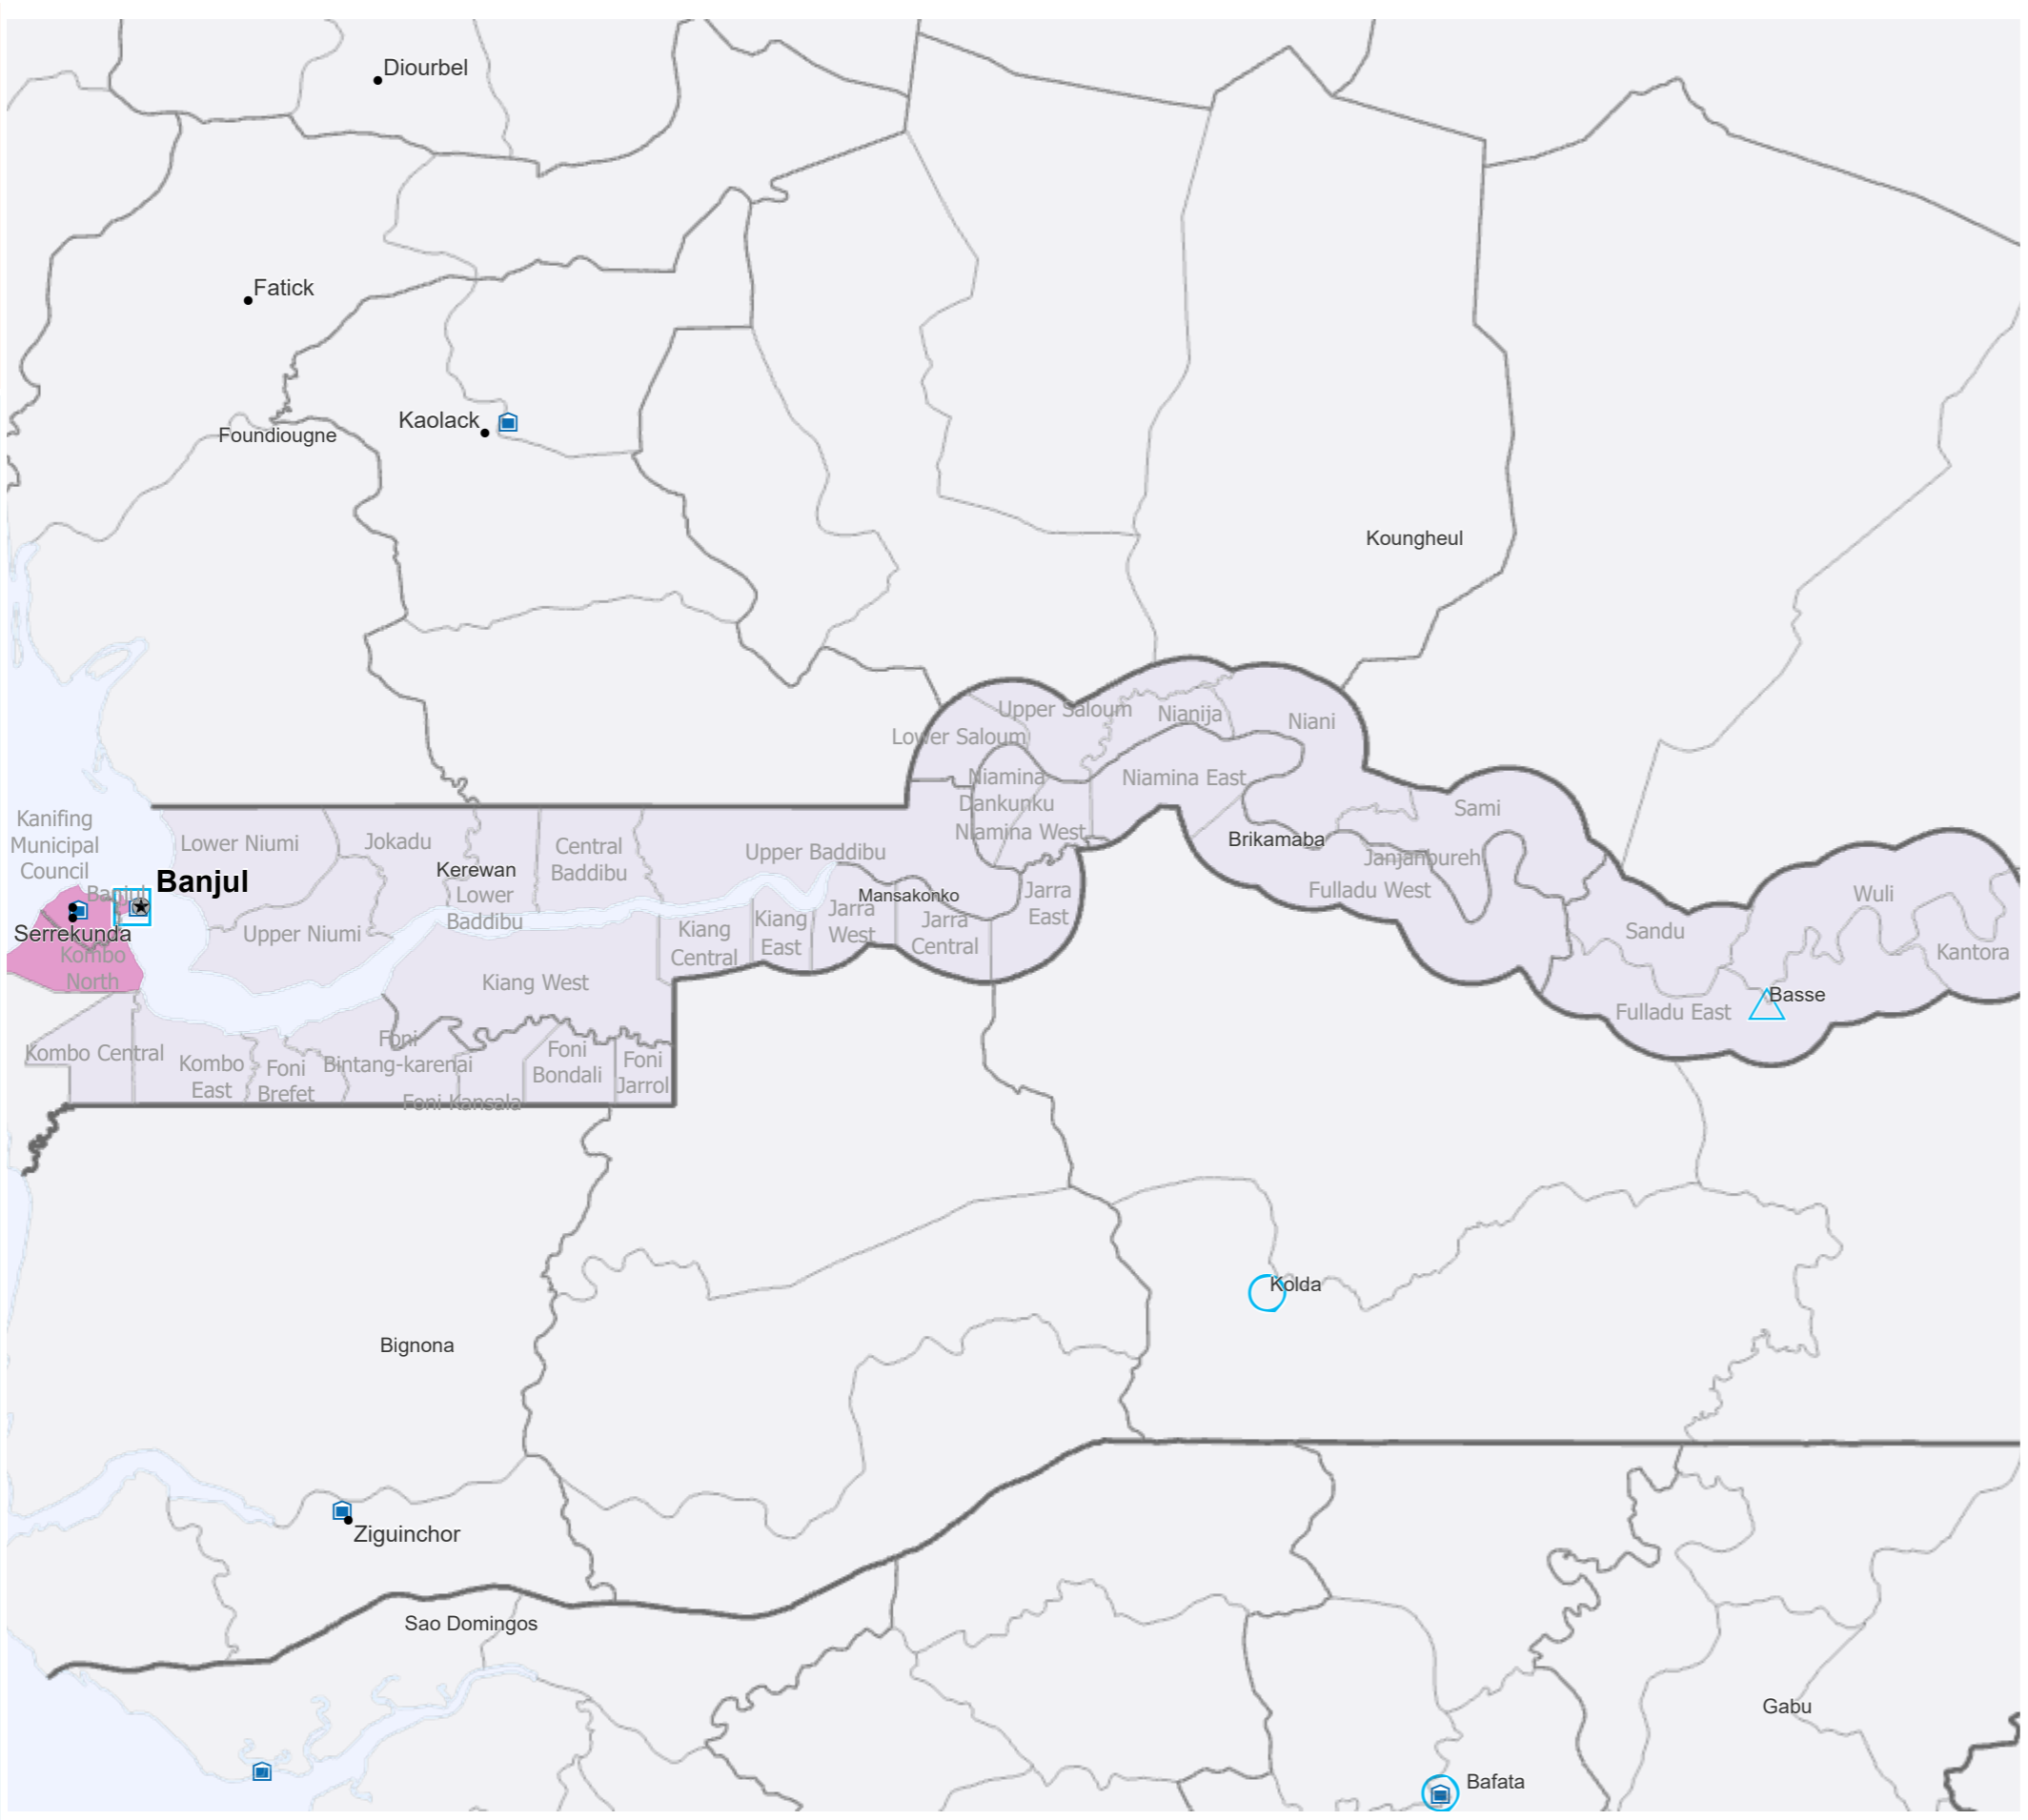 Diourbel
Fatick
Kaolack
Foundiougne
Koungheul
Upper Saloum
Nianija
Niani
Lower Saloum
Niamina
Dankunku
Niamina East
Niamina West
Sami
Kanifing
Municipal
Council
Lower Niumi
Jokadu
Central
Baddibu
Upper Baddibu
Brikamaba
Janjanbureh
Fulladu West
Kerewan
Lower
Baddibu
Banjul
Banjul
Mansakonko
Jarra
East
Wuli
Serrekunda
Upper Niumi
Kiang
Central
Kiang
East
Jarra
West
Jarra
Central
Sandu
Kantora
Kombo
North
Kiang West
Basse
Fulladu East
Kombo Central
Kombo
East
Foni
Brefet
Foni
Bintang-karenai
Foni
Bondali
Foni
Jarrol
Foni Kansala
Kolda
Bignona
Ziguinchor
Sao Domingos
Gabu
Bafata